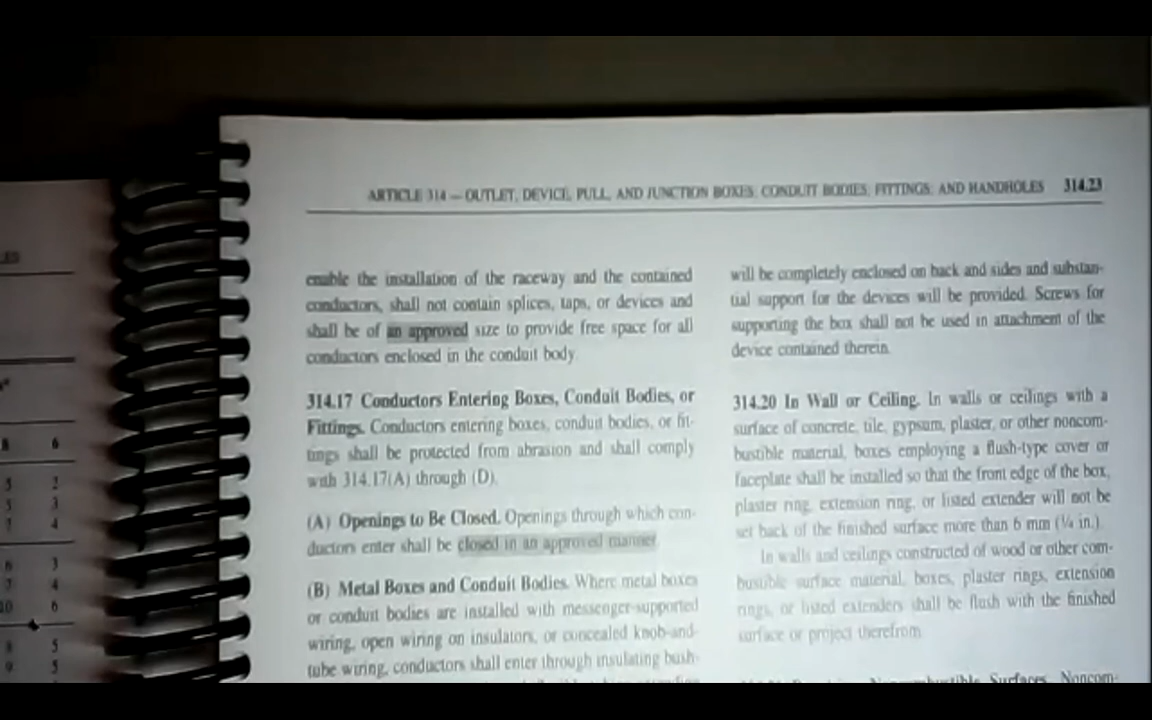 ARTICLE 314 — OUTLET, DEVICE, PULL, AND JUNCTION BOXES; CONDUIT BODIES; FITTINGS; AND HANDHOLES 314.23
enable the installation of the raceway and the contained
conductors, shall not contain splices, taps, or devices and
shall be of an approved size to provide free space for all
conductors enclosed in the conduit body.
314.17 Conductors Entering Boxes, Conduit Bodies, or
Fittings. Conductors entering boxes, conduit bodies, or fit-
tings shall be protected from abrasion and shall comply
with 314.17(A) through (D).
(A) Openings to Be Closed. Openings through which con-
ductors enter shall be closed in an approved manner.
(B) Metal Boxes and Conduit Bodies. Where metal boxes
or conduit bodies are installed with messenger-supported
wiring, open wiring on insulators, or concealed knob-and-
tube wiring, conductors shall enter through insulating bush-
will be completely enclosed on back and sides and substan-
tial support for the devices will be provided. Screws for
supporting the box shall not be used in attachment of the
device contained therein.
314.20 In Wall or Ceiling. In walls or ceilings with a
surface of concrete, tile, gypsum, plaster, or other noncom-
bustible material, boxes employing a flush-type cover or
faceplate shall be installed so that the front edge of the box,
plaster ring, extension ring, or listed extender will not be
set back of the finished surface more than 6 mm (¼ in.).
In walls and ceilings constructed of wood or other com-
bustible surface material, boxes, plaster rings, extension
rings, or listed extenders shall be flush with the finished
surface or project therefrom.
Surfaces. Noncom-